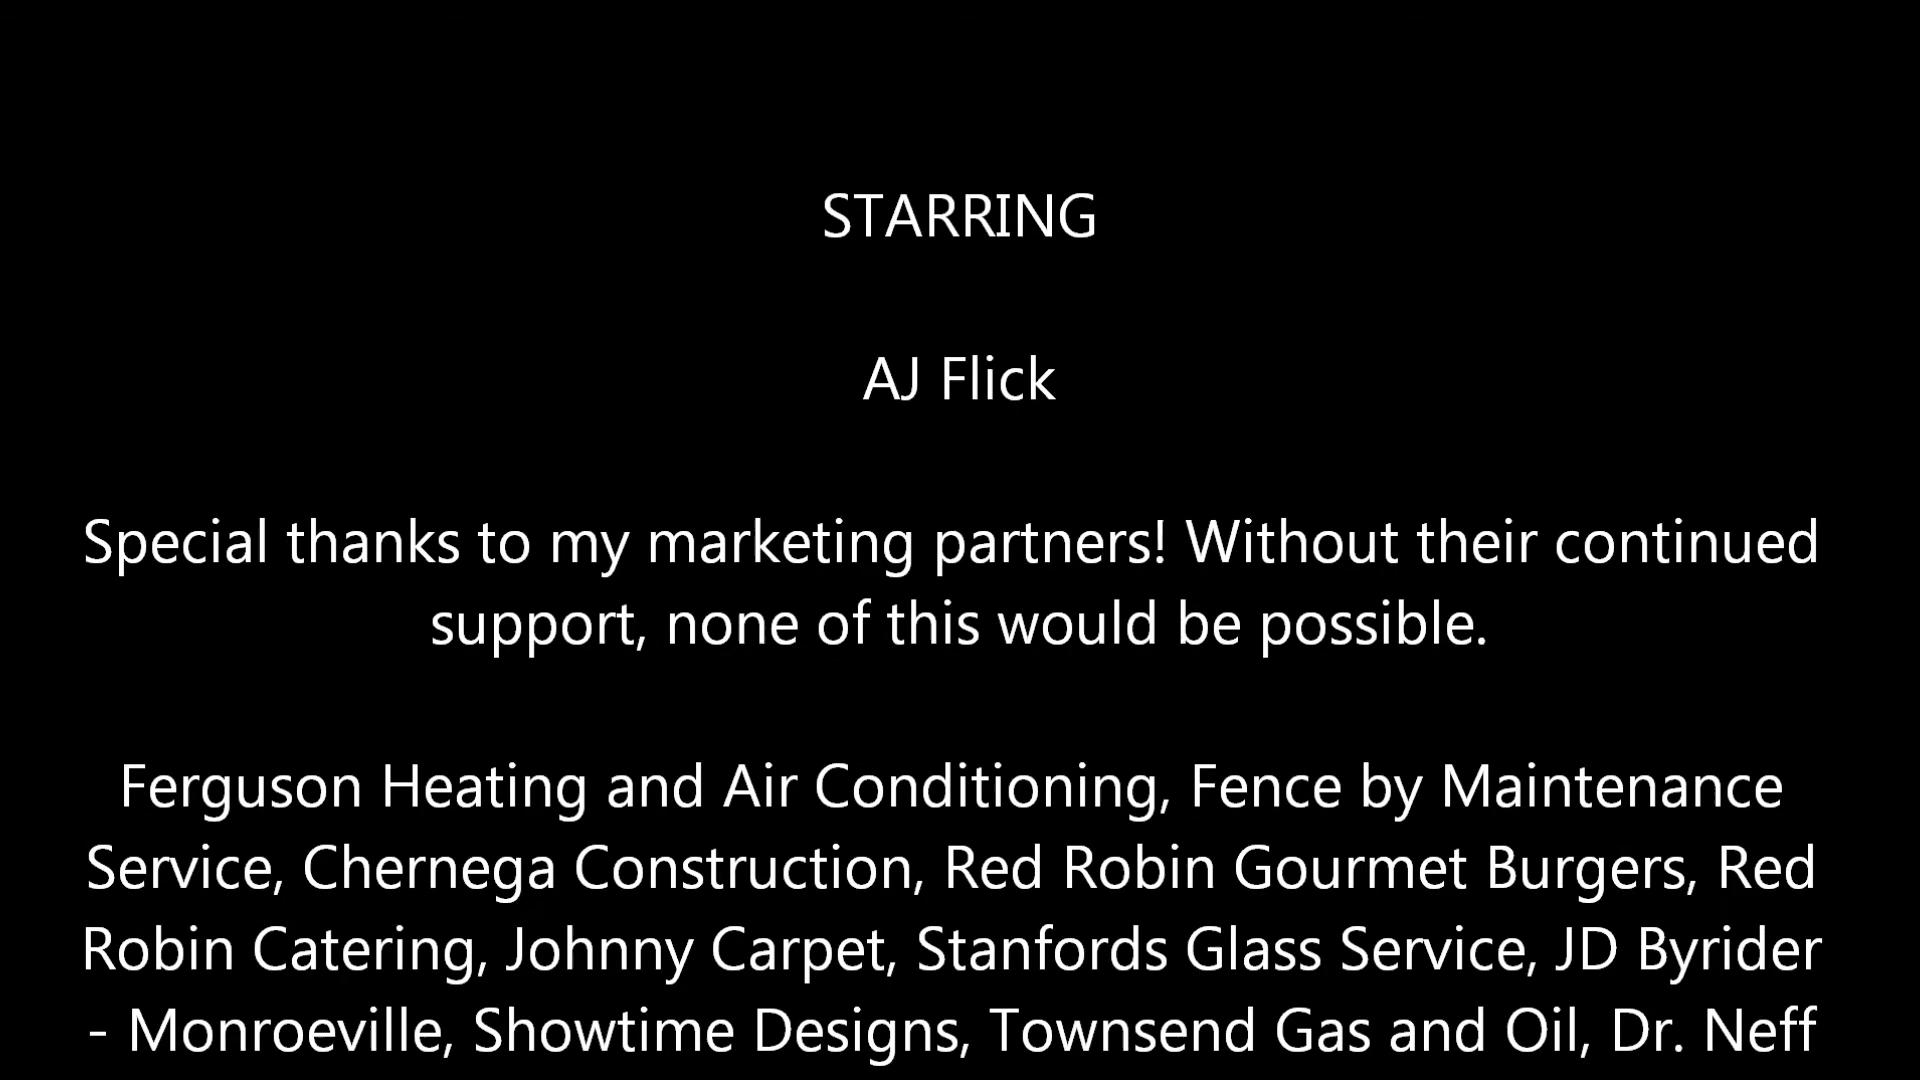 STARRING
AJ Flick
Special thanks to my marketing partners! Without their continued
support, none of this would be possible.
Ferguson Heating and Air Conditioning, Fence by Maintenance
Service, Chernega Construction, Red Robin Gourmet Burgers, Red
Robin Catering, Johnny Carpet, Stanfords Glass Service, JD Byrider
- Monroeville, Showtime Designs, Townsend Gas and Oil, Dr. Neff